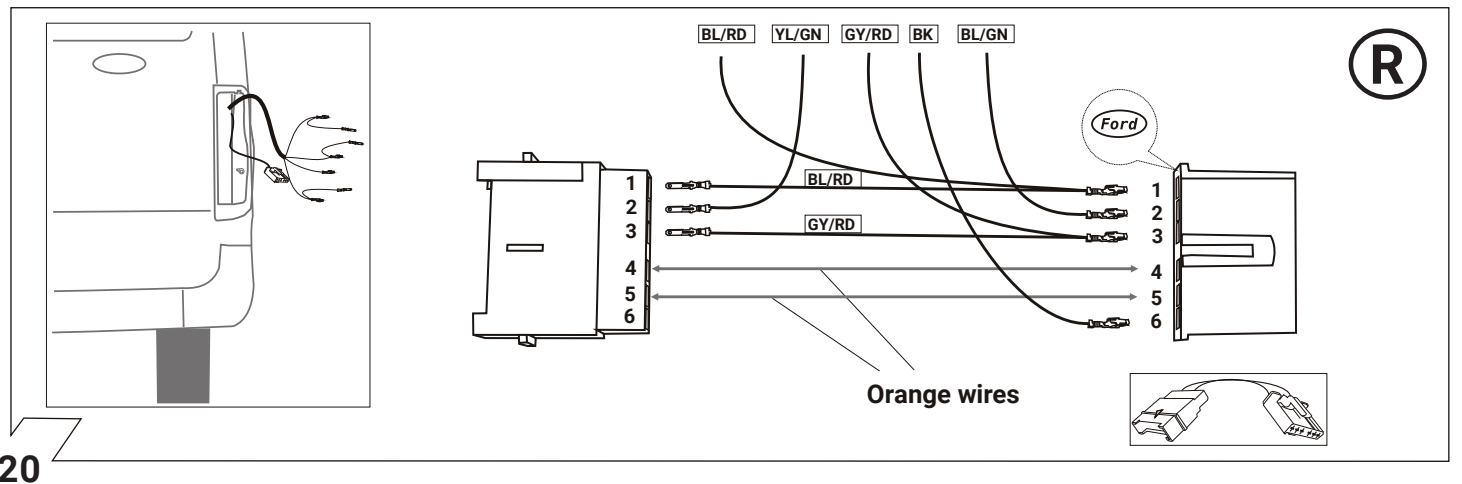 BL/RD YL/GN GY/RD BK BL/GN
R
Ford
1 BL/RD 1
2 2
3 GY/RD 3
4 4
5 5
6 6
Orange wires
20